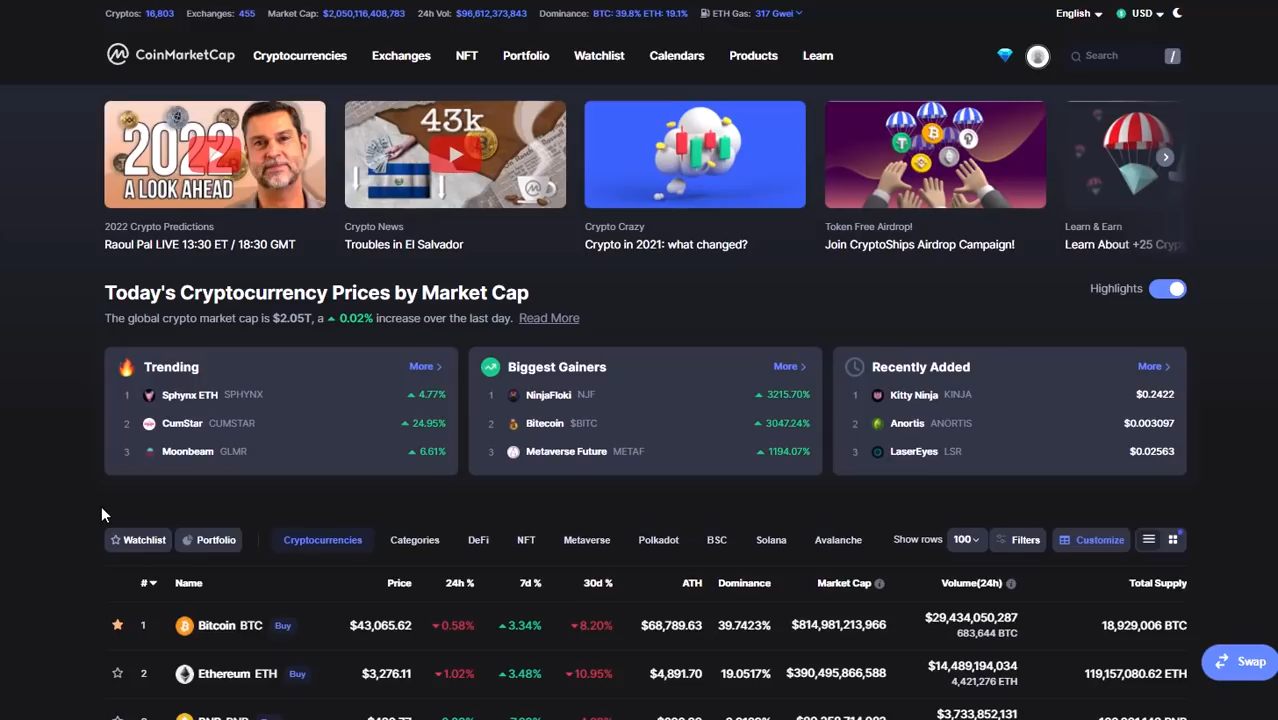 Cryptos: 16,803 Exchanges: 455 Market Cap: $2,050,116,408,783 24h Vol: $96,612,373,843 Dominance: BTC: 39.8% ETH: 19.1% ETH Gas: 317 Gwei English USD
CoinMarketCap Cryptocurrencies Exchanges NFT Portfolio Watchlist Calendars Products Learn Search /
2022
A LOOK AHEAD
43k
2022 Crypto Predictions
Raoul Pal LIVE 13:30 ET / 18:30 GMT
Crypto News
Troubles in El Salvador
Crypto Crazy
Crypto in 2021: what changed?
Token Free Airdrop!
Join CryptoShips Airdrop Campaign!
Learn & Earn
Learn About +25 Cryp
Today's Cryptocurrency Prices by Market Cap
Highlights
The global crypto market cap is $2.05T, a 0.02% increase over the last day. Read More
Trending More
1 Sphynx ETH SPHYNX 4.77%
2 CumStar CUMSTAR 24.95%
3 Moonbeam GLMR 6.61%
Biggest Gainers More
1 NinjaFloki NJF 3215.70%
2 Bitecoin $BITC 3047.24%
3 Metaverse Future METAF 1194.07%
Recently Added More
1 Kitty Ninja KINJA $0.2422
2 Anortis ANORTIS $0.003097
3 LaserEyes LSR $0.02563
Watchlist Portfolio Cryptocurrencies Categories DeFi NFT Metaverse Polkadot BSC Solana Avalanche Show rows 100 Filters Customize
# Name Price 24h % 7d % 30d % ATH Dominance Market Cap Volume(24h) Total Supply
1 Bitcoin BTC Buy $43,065.62 0.58% 3.34% 8.20% $68,789.63 39.7423% $814,981,213,966 $29,434,050,287 18,929,006 BTC
683,644 BTC
2 Ethereum ETH Buy $3,276.11 1.02% 3.48% 10.95% $4,891.70 19.0517% $390,495,866,588 $14,489,194,034 119,157,080.62 ETH
4,421,276 ETH
Swap
$3,733,852,131